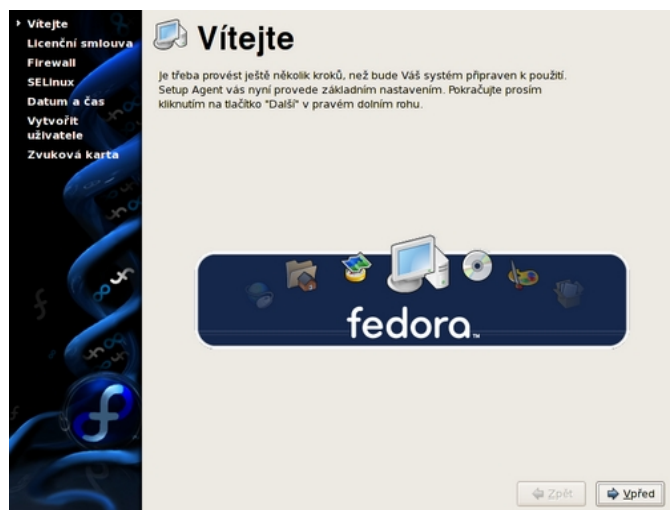 Vítejte
Licenční smlouva
Firewall
SELinux
Datum a čas
Vytvořit
uživatele
Zvuková karta
Vítejte
Je třeba provést ještě několik kroků, než bude Váš systém připraven k použití.
Setup Agent vás nyní provede základním nastavením. Pokračujte prosím
kliknutím na tlačítko "Další" v pravém dolním rohu.
fedora™
Zpět
Vpřed